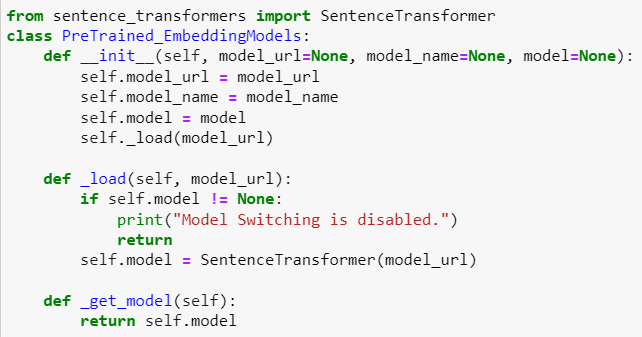 from sentence_transformers import SentenceTransformer
class PreTrained_EmbeddingModels:
    def __init__(self, model_url=None, model_name=None, model=None):
        self.model_url = model_url
        self.model_name = model_name
        self.model = model
        self._load(model_url)

    def _load(self, model_url):
        if self.model != None:
            print("Model Switching is disabled.")
            return
        self.model = SentenceTransformer(model_url)

    def _get_model(self):
        return self.model